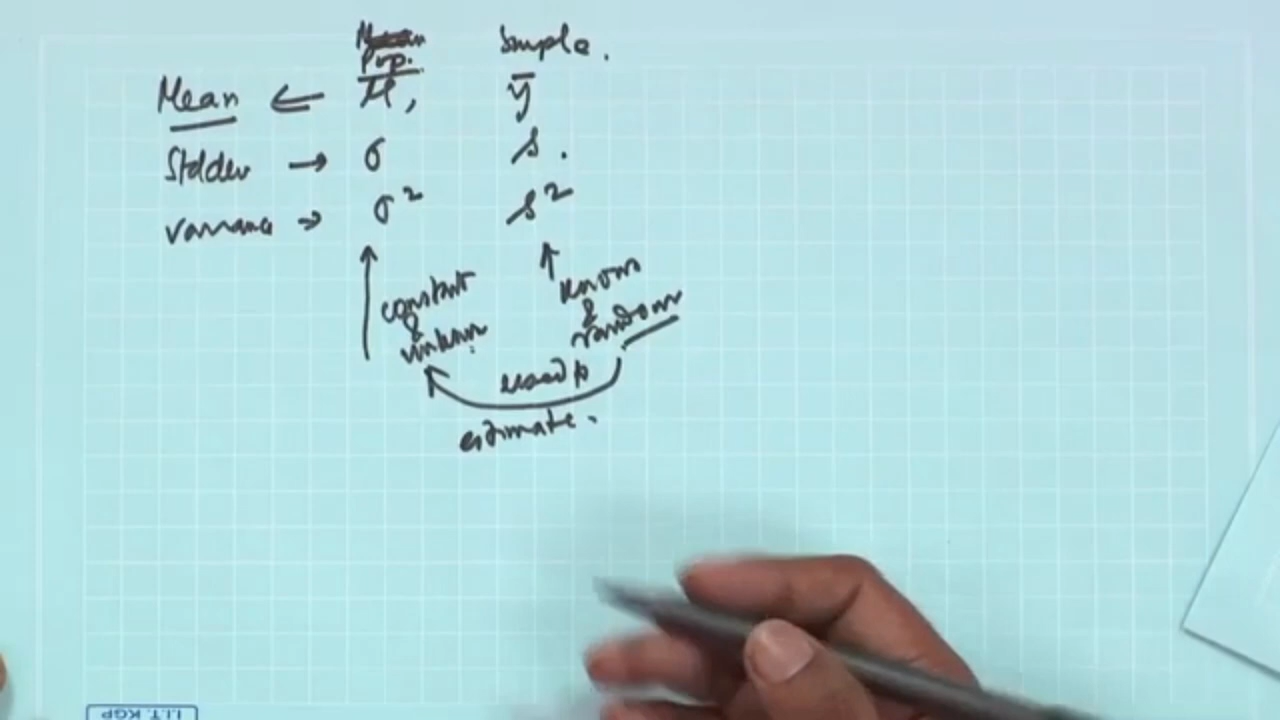 Mean
Pop. Sample.
Mean ⇐ μ, ȳ
Stddev → σ s.
variance → σ² s²
↑ constant & unknown. ↑ known & random
used to
estimate.
I.I.T. KGP